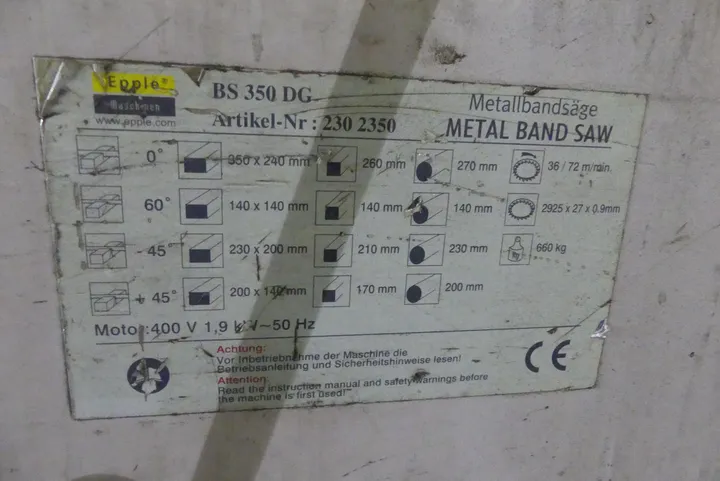 Epple®
Maschinen
www.epple.com
BS 350 DG
Artikel-Nr : 230 2350
Metallbandsäge
METAL BAND SAW
0° 350 x 240 mm 260 mm 270 mm 36 / 72 m/min.
60° 140 x 140 mm 140 mm 140 mm 2925 x 27 x 0.9mm
- 45° 230 x 200 mm 210 mm 230 mm 660 kg
+ 45° 200 x 140 mm 170 mm 200 mm
Motor :400 V 1,9 kW ~50 Hz
Achtung:
Vor Inbetriebnahme der Maschine die
Betriebsanleitung und Sicherheitshinweise lesen!
Attention:
Read the instruction manual and safety warnings before
the machine is first used!
CE